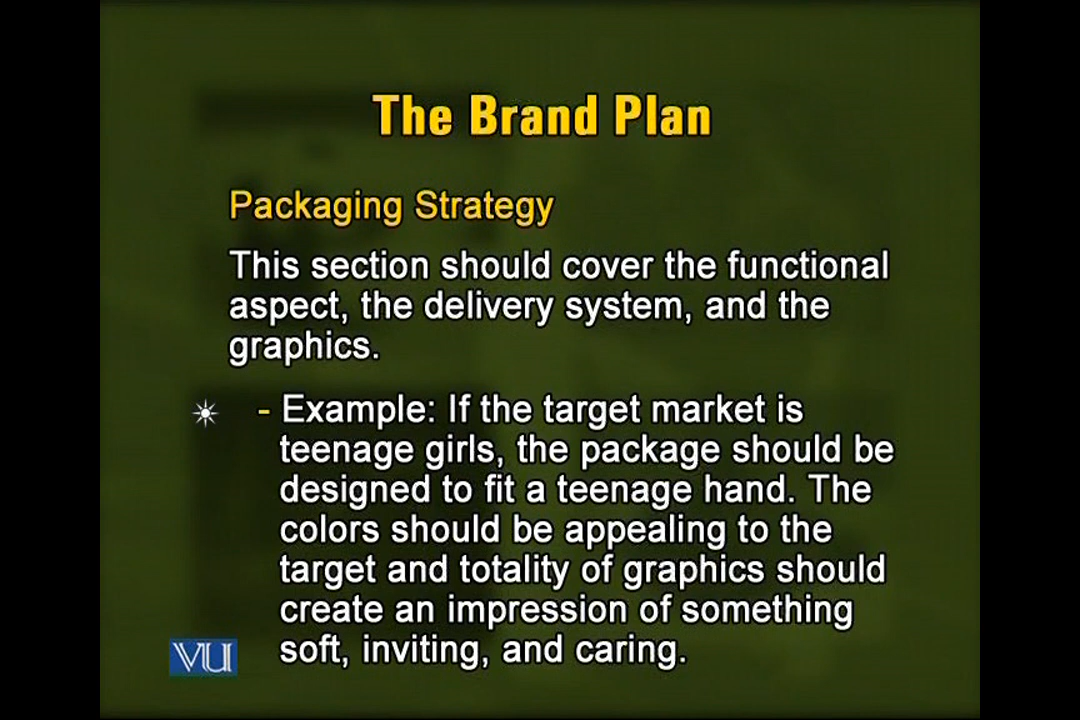 The Brand Plan
Packaging Strategy
This section should cover the functional
aspect, the delivery system, and the
graphics.
- Example: If the target market is
teenage girls, the package should be
designed to fit a teenage hand. The
colors should be appealing to the
target and totality of graphics should
create an impression of something
soft, inviting, and caring.
VU